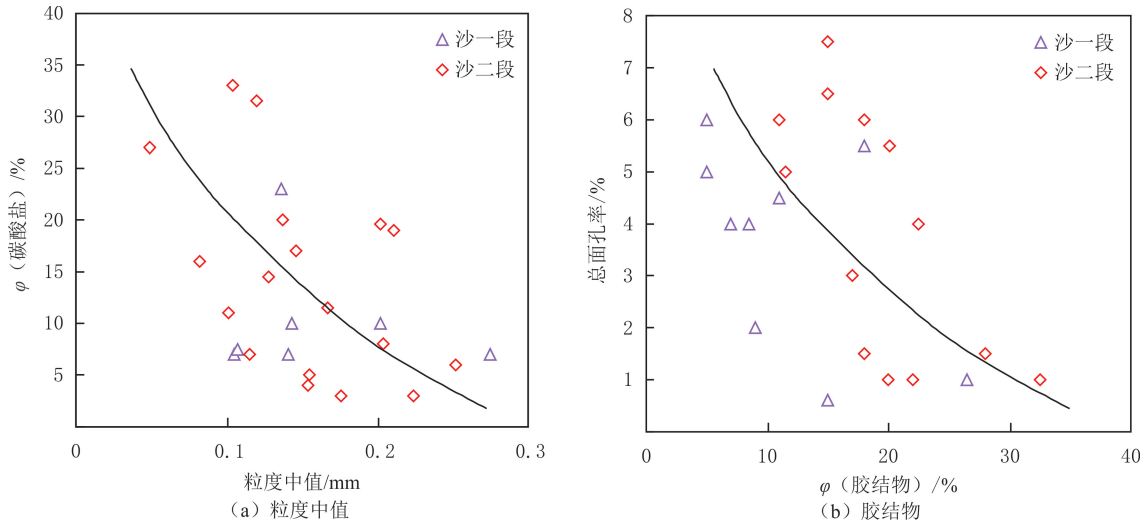 40
35
30
25
20
15
10
5
φ（碳酸盐）/%
沙一段
沙二段
0
0.1
0.2
0.3
粒度中值/mm
（a）粒度中值
8
7
6
5
4
3
2
1
总面孔率/%
沙一段
沙二段
0
10
20
30
40
φ（胶结物）/%
（b）胶结物